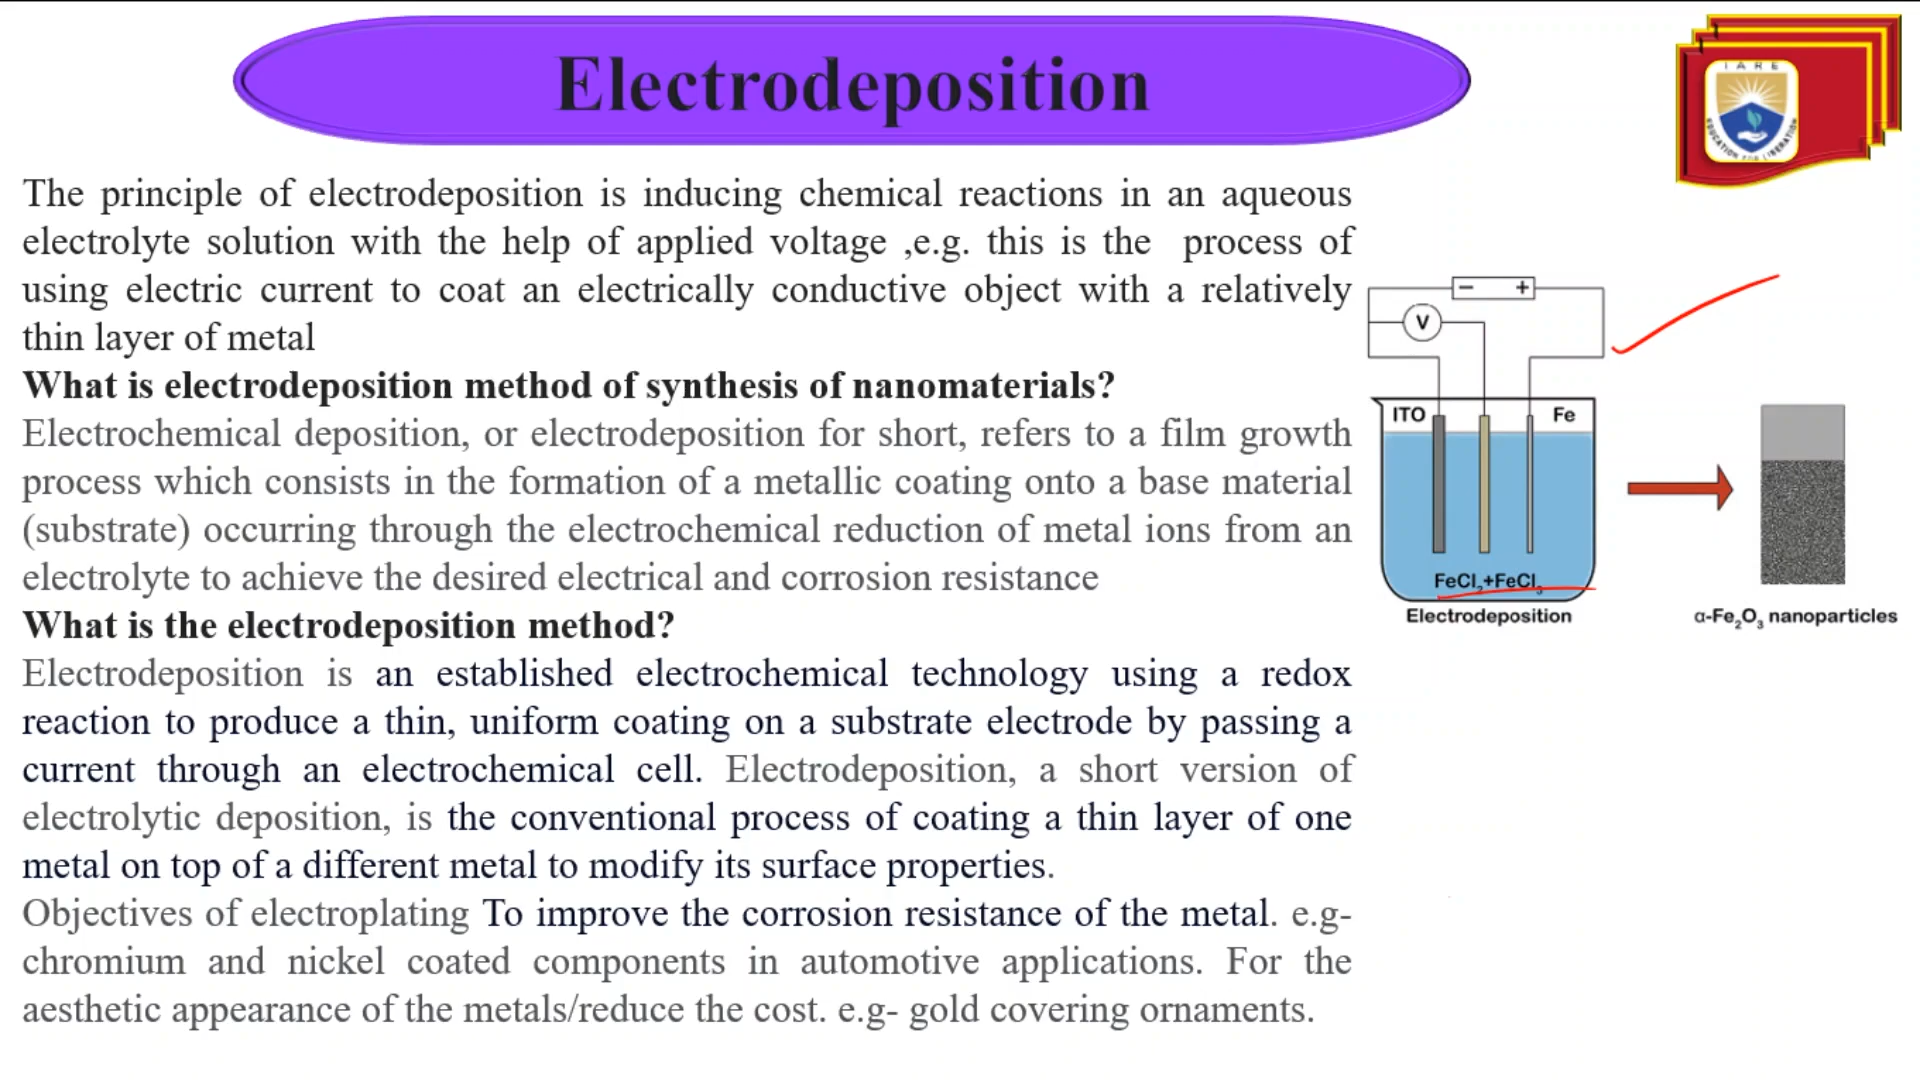 Electrodeposition
I A R E
EDUCATION FOR LIBERATION
The principle of electrodeposition is inducing chemical reactions in an aqueous
electrolyte solution with the help of applied voltage ,e.g. this is the process of
using electric current to coat an electrically conductive object with a relatively
thin layer of metal
What is electrodeposition method of synthesis of nanomaterials?
Electrochemical deposition, or electrodeposition for short, refers to a film growth
process which consists in the formation of a metallic coating onto a base material
(substrate) occurring through the electrochemical reduction of metal ions from an
electrolyte to achieve the desired electrical and corrosion resistance
What is the electrodeposition method?
Electrodeposition is an established electrochemical technology using a redox
reaction to produce a thin, uniform coating on a substrate electrode by passing a
current through an electrochemical cell. Electrodeposition, a short version of
electrolytic deposition, is the conventional process of coating a thin layer of one
metal on top of a different metal to modify its surface properties.
Objectives of electroplating To improve the corrosion resistance of the metal. e.g-
chromium and nickel coated components in automotive applications. For the
aesthetic appearance of the metals/reduce the cost. e.g- gold covering ornaments.
− +
V
ITO Fe
FeCl₂+FeCl₃
Electrodeposition
α-Fe₂O₃ nanoparticles